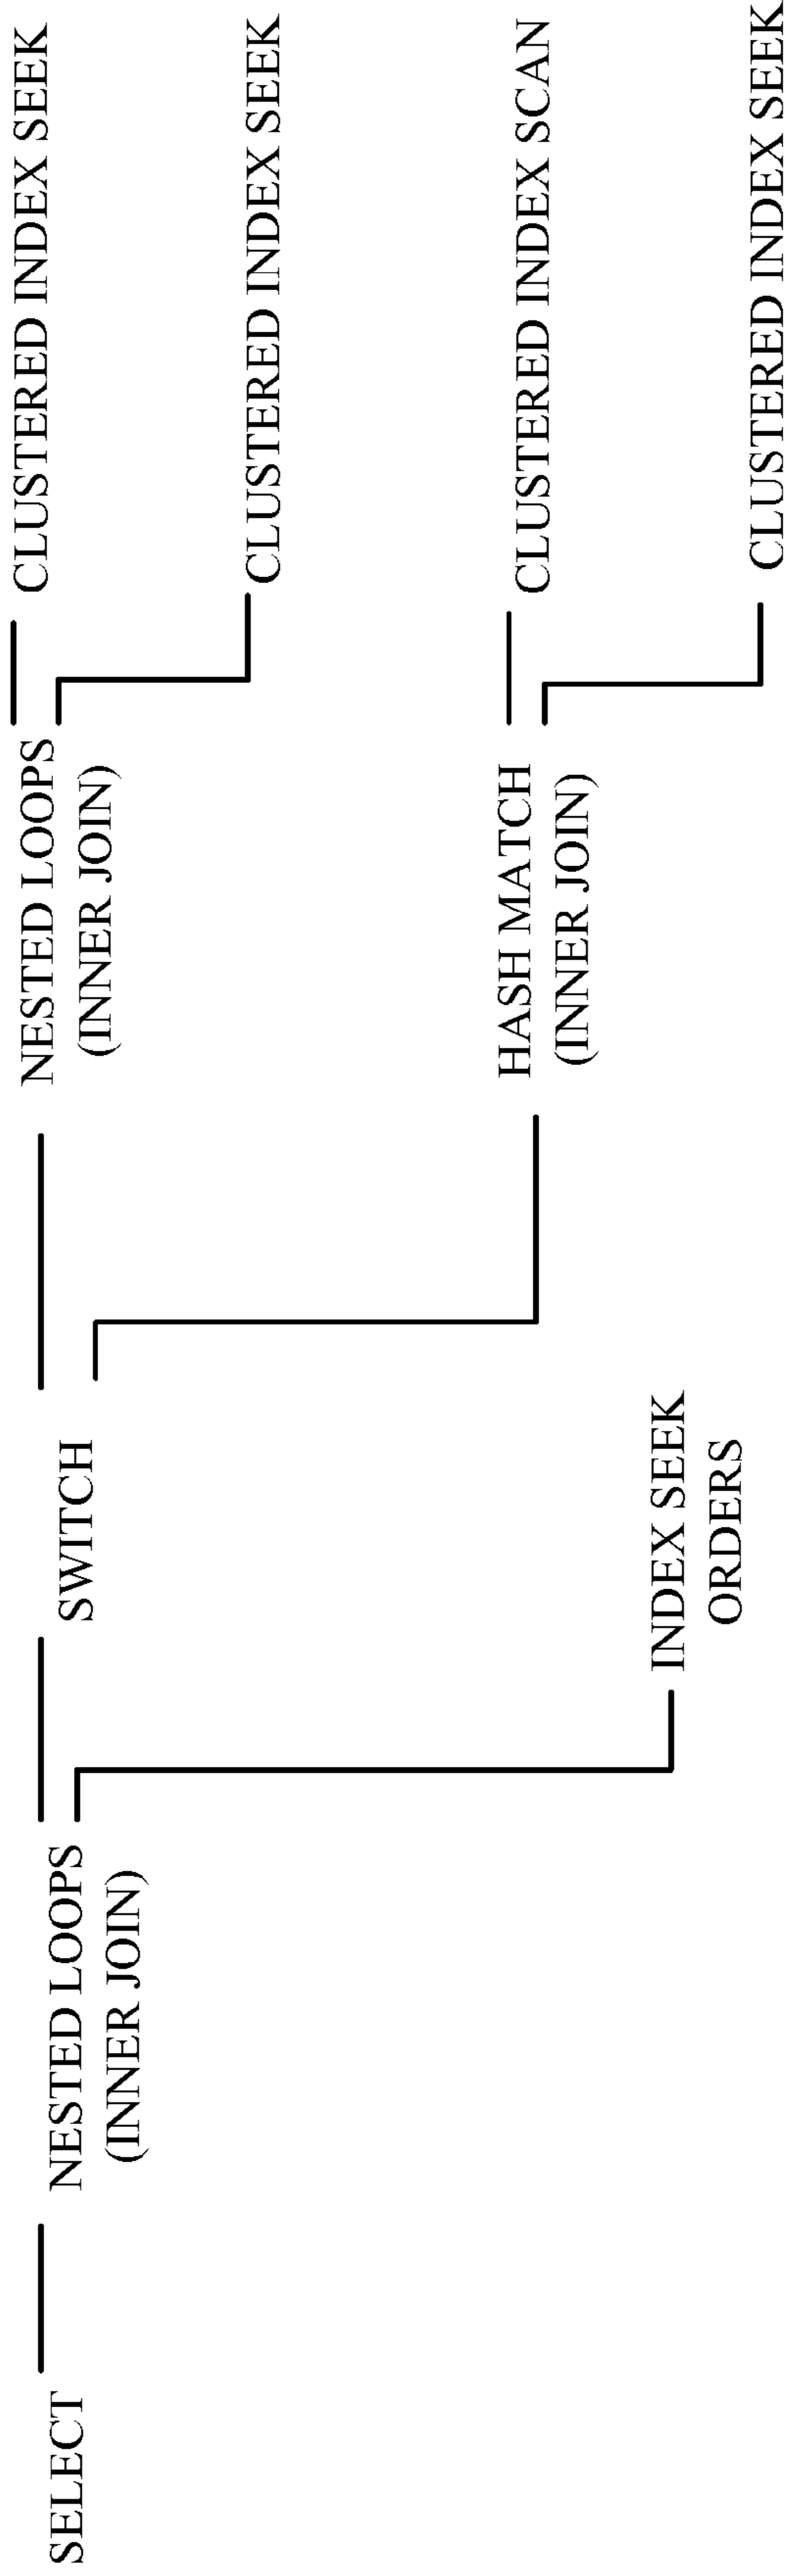 SELECT
NESTED LOOPS
(INNER JOIN)
SWITCH
NESTED LOOPS
(INNER JOIN)
CLUSTERED INDEX SEEK
CLUSTERED INDEX SEEK
HASH MATCH
(INNER JOIN)
CLUSTERED INDEX SCAN
CLUSTERED INDEX SEEK
INDEX SEEK
ORDERS